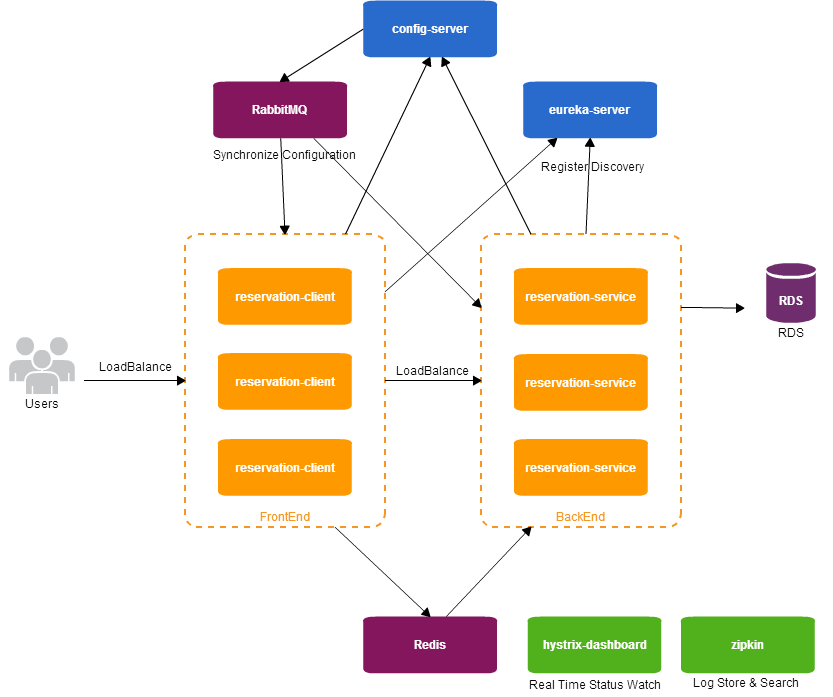 config-server
RabbitMQ
eureka-server
Synchronize Configuration
Register Discovery
reservation-client
reservation-service
RDS
RDS
LoadBalance
Users
reservation-client
LoadBalance
reservation-service
reservation-client
reservation-service
FrontEnd
BackEnd
Redis
hystrix-dashboard
zipkin
Real Time Status Watch
Log Store & Search